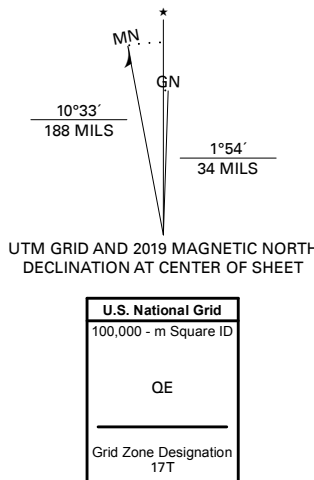 ★
MN
GN
10°33´
188 MILS
1°54´
34 MILS
UTM GRID AND 2019 MAGNETIC NORTH
DECLINATION AT CENTER OF SHEET
U.S. National Grid
100,000 - m Square ID
QE
Grid Zone Designation
17T